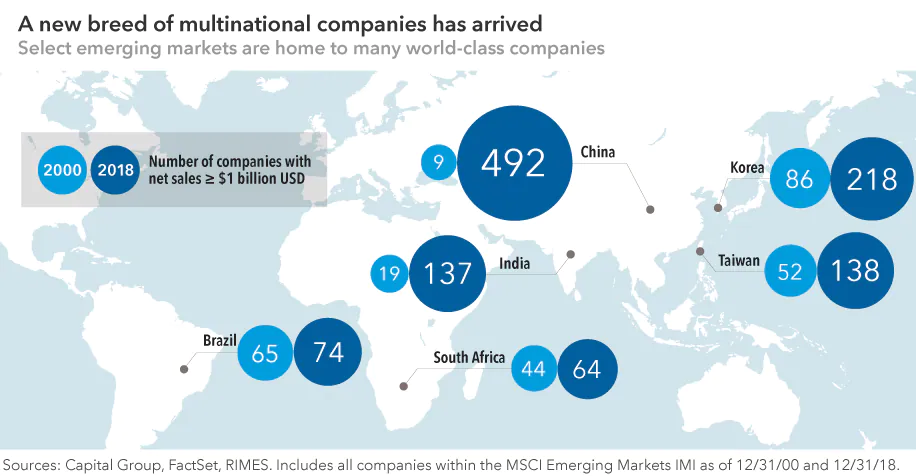 A new breed of multinational companies has arrived
Select emerging markets are home to many world-class companies
2000
2018
Number of companies with
net sales ≥ $1 billion USD
9
492
China
Korea
86
218
19
137
India
Taiwan
52
138
Brazil
65
74
South Africa
44
64
Sources: Capital Group, FactSet, RIMES. Includes all companies within the MSCI Emerging Markets IMI as of 12/31/00 and 12/31/18.